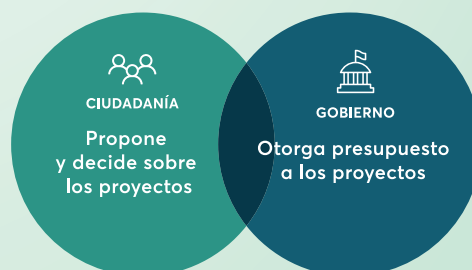 CIUDADANÍA
Propone
y decide sobre
los proyectos
GOBIERNO
Otorga presupuesto
a los proyectos